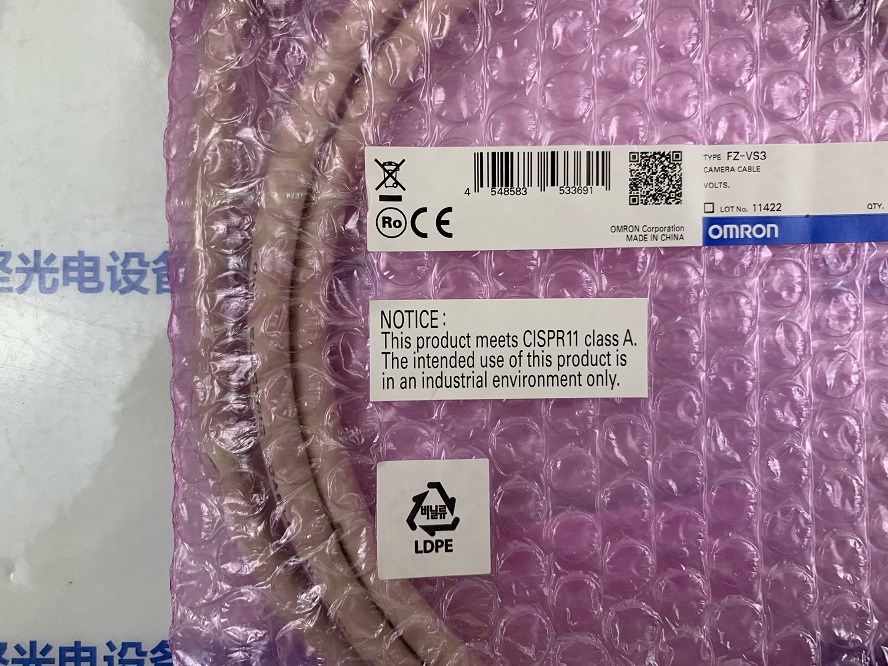 TYPE FZ-VS3
CAMERA CABLE
VOLTS.
LOT No. 11422
QTY.
OMRON
4 548583 533691
Ro CE
OMRON Corporation
MADE IN CHINA
NOTICE:
This product meets CISPR11 class A.
The intended use of this product is
in an industrial environment only.
비닐류
LDPE
光电设备
光电设备